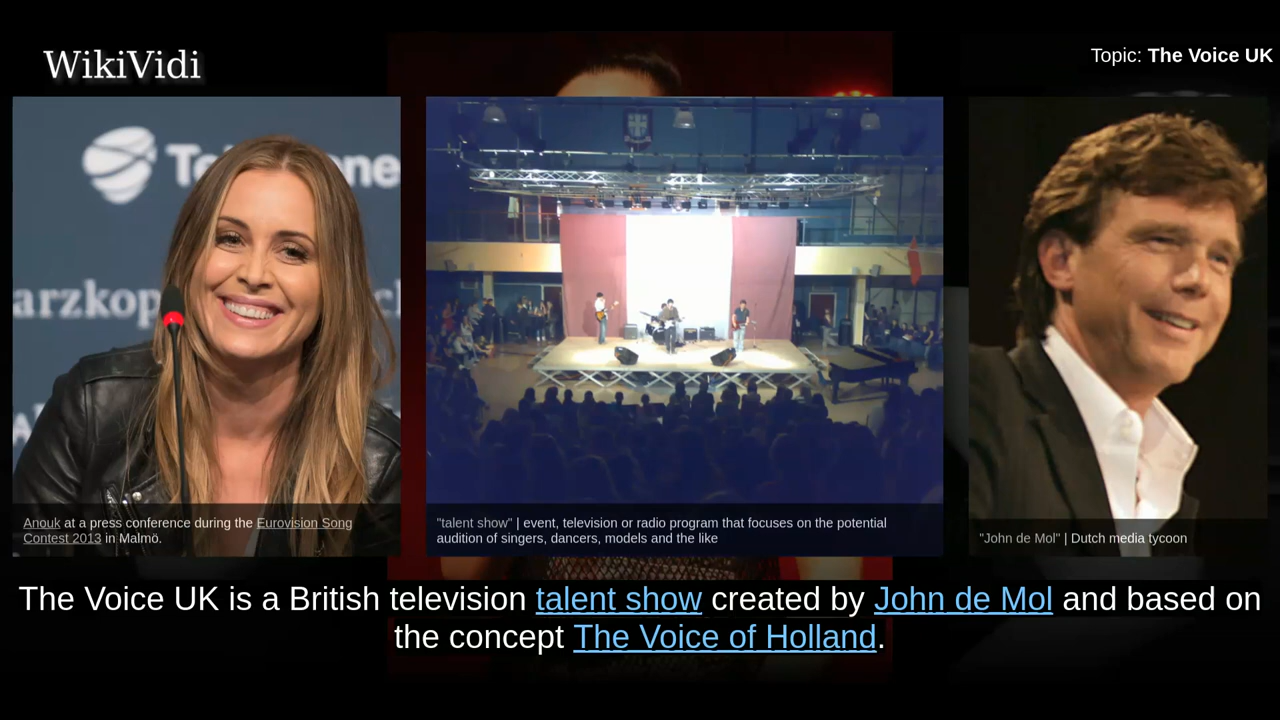 WikiVidi
Topic: The Voice UK
Anouk at a press conference during the Eurovision Song
Contest 2013 in Malmö.
"talent show" | event, television or radio program that focuses on the potential
audition of singers, dancers, models and the like
"John de Mol" | Dutch media tycoon
The Voice UK is a British television talent show created by John de Mol and based on
the concept The Voice of Holland.